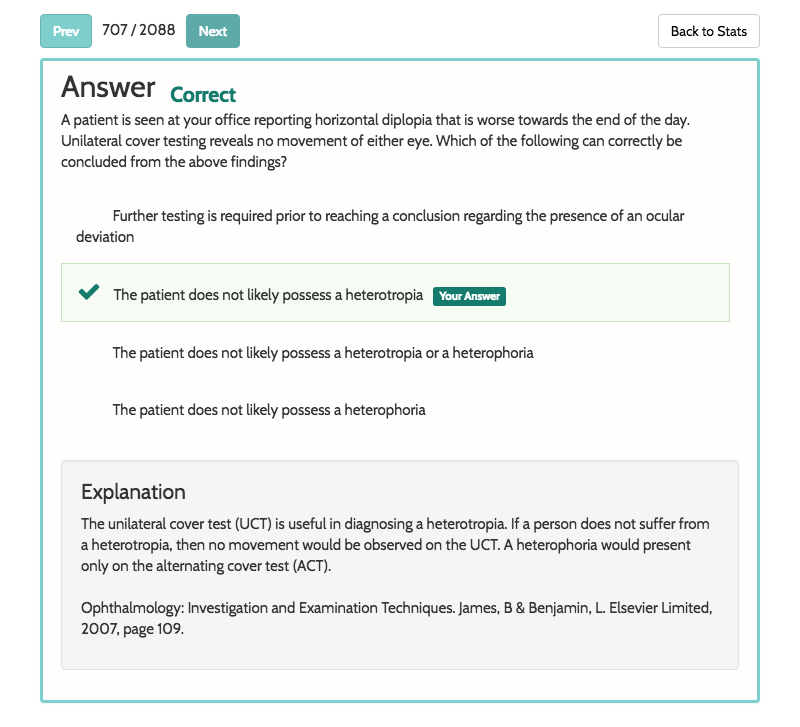 Prev 707 / 2088 Next Back to Stats
Answer Correct
A patient is seen at your office reporting horizontal diplopia that is worse towards the end of the day.
Unilateral cover testing reveals no movement of either eye. Which of the following can correctly be
concluded from the above findings?
Further testing is required prior to reaching a conclusion regarding the presence of an ocular
deviation
The patient does not likely possess a heterotropia Your Answer
The patient does not likely possess a heterotropia or a heterophoria
The patient does not likely possess a heterophoria
Explanation
The unilateral cover test (UCT) is useful in diagnosing a heterotropia. If a person does not suffer from
a heterotropia, then no movement would be observed on the UCT. A heterophoria would present
only on the alternating cover test (ACT).
Ophthalmology: Investigation and Examination Techniques. James, B & Benjamin, L. Elsevier Limited,
2007, page 109.